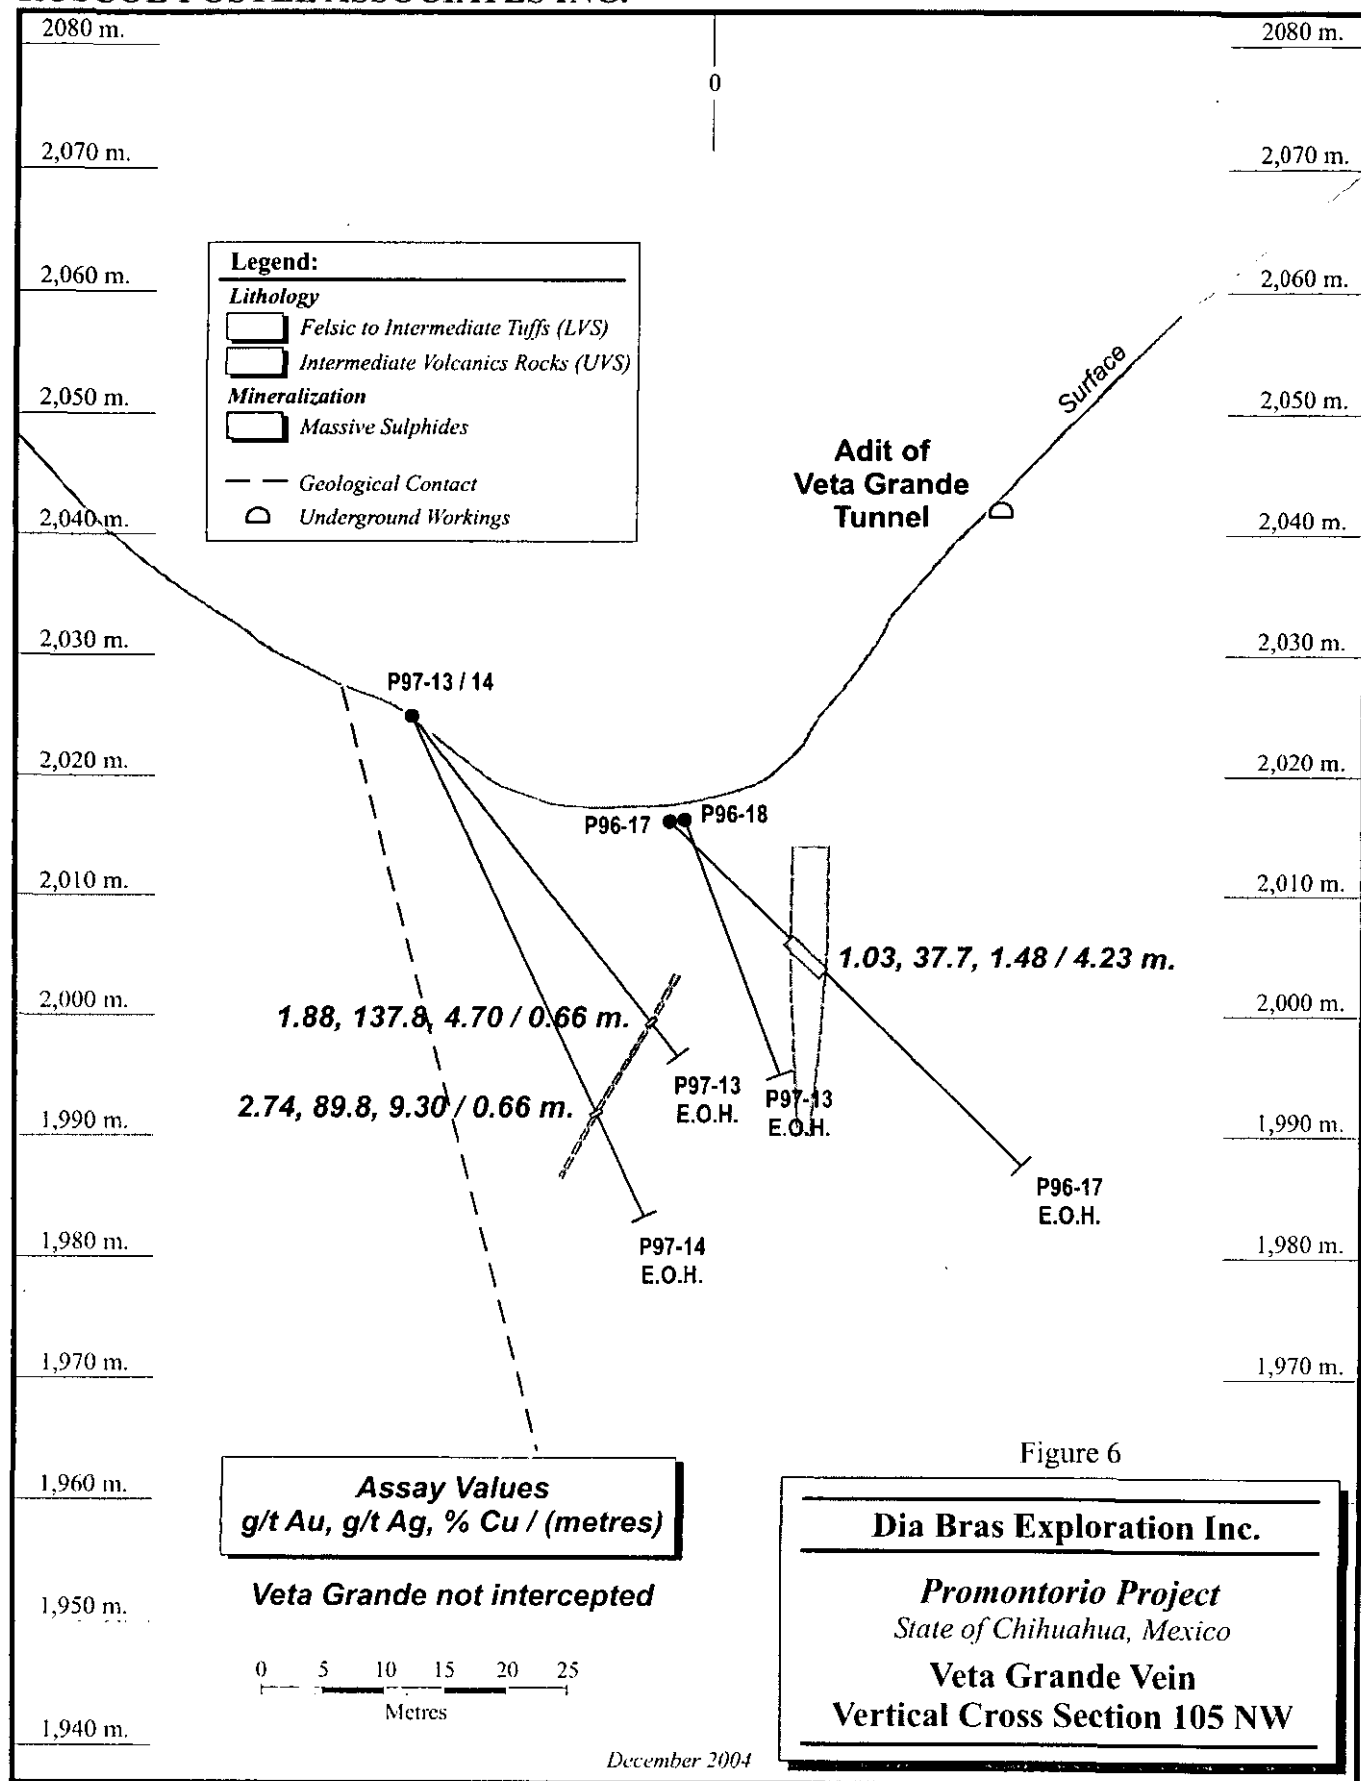 ROSCOE POSTLE ASSOCIATES INC.
2080 m.
2080 m.
0
2,070 m.
2,070 m.
Legend:
Lithology
Felsic to Intermediate Tuffs (LVS)
Intermediate Volcanics Rocks (UVS)
Mineralization
Massive Sulphides
Geological Contact
Underground Workings
2,060 m.
2,060 m.
Surface
2,050 m.
2,050 m.
Adit of
Veta Grande
Tunnel
2,040 m.
2,040 m.
2,030 m.
2,030 m.
P97-13 / 14
2,020 m.
2,020 m.
P96-17
P96-18
2,010 m.
2,010 m.
1.03, 37.7, 1.48 / 4.23 m.
2,000 m.
2,000 m.
1.88, 137.8, 4.70 / 0.66 m.
2.74, 89.8, 9.30 / 0.66 m.
P97-13
E.O.H.
P97-13
E.O.H.
1,990 m.
1,990 m.
P96-17
E.O.H.
P97-14
E.O.H.
1,980 m.
1,980 m.
1,970 m.
1,970 m.
1,960 m.
Assay Values
g/t Au, g/t Ag, % Cu / (metres)
Veta Grande not intercepted
1,950 m.
0 5 10 15 20 25
Metres
1,940 m.
December 2004
Figure 6
Dia Bras Exploration Inc.
Promontorio Project
State of Chihuahua, Mexico
Veta Grande Vein
Vertical Cross Section 105 NW